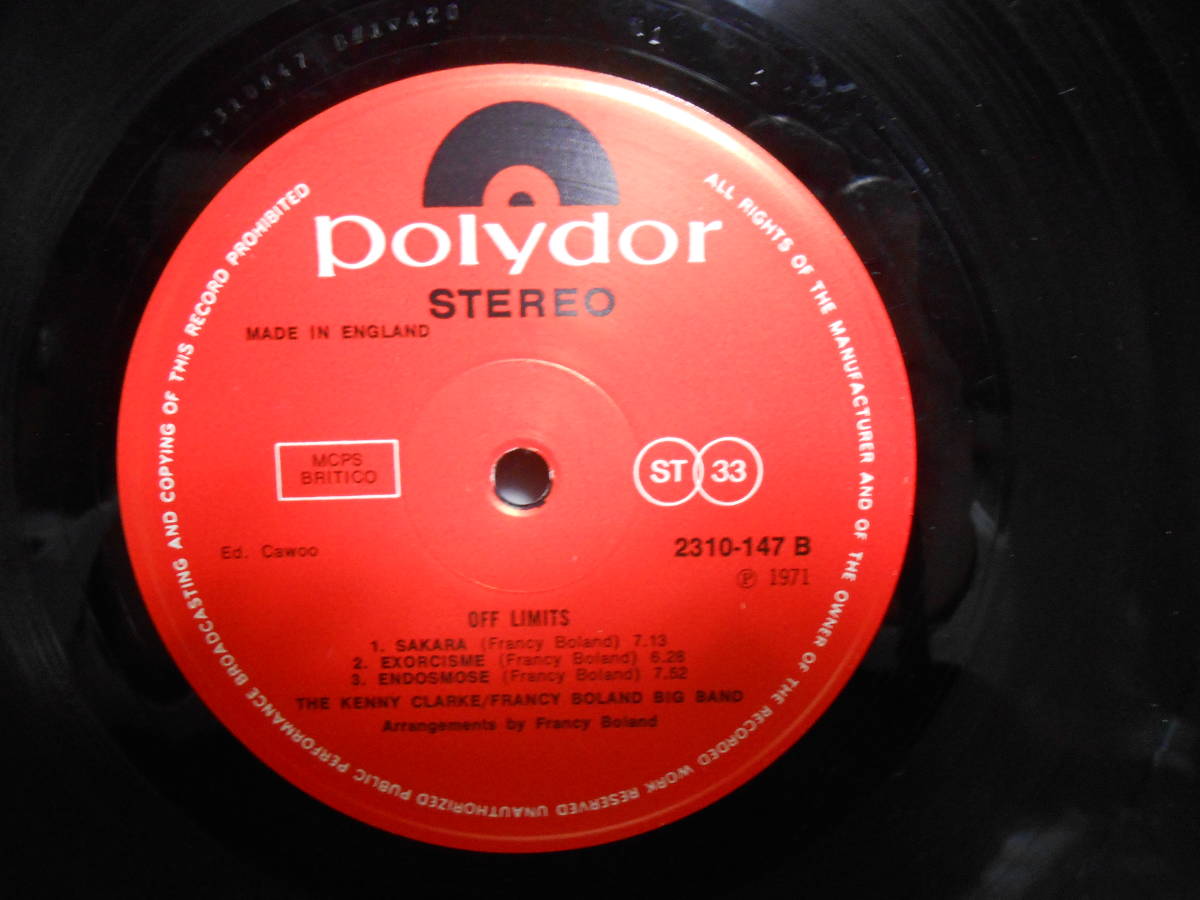 polydor
STEREO
MADE IN ENGLAND
MCPS
BRITICO
ST 33
Ed. Cawoo
2310-147 B
℗ 1971
OFF LIMITS
1. SAKARA (Francy Boland) 7.13
2. EXORCISME (Francy Boland) 6.28
3. ENDOSMOSE (Francy Boland) 7.52
THE KENNY CLARKE/FRANCY BOLAND BIG BAND
Arrangements by Francy Boland
ALL RIGHTS OF THE MANUFACTURER AND OF THE OWNER OF THE RECORDED WORK RESERVED UNAUTHORIZED PUBLIC PERFORMANCE BROADCASTING AND COPYING OF THIS RECORD PROHIBITED